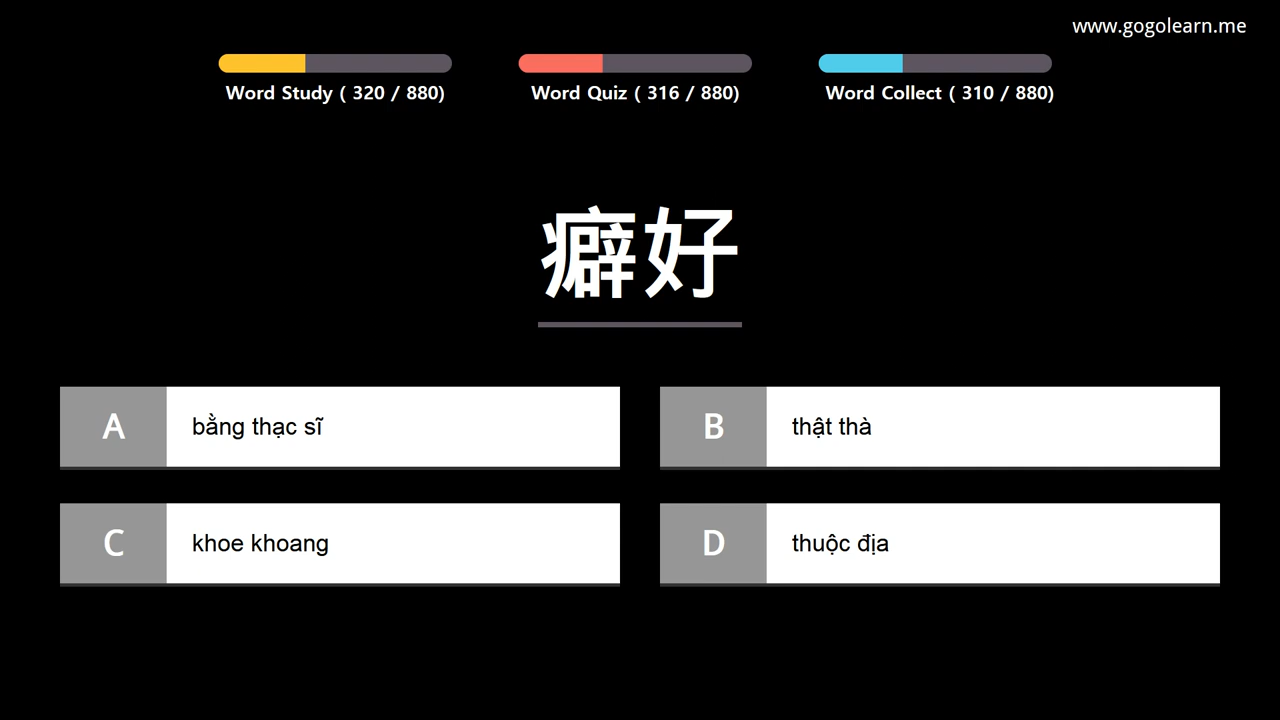 www.gogolearn.me
Word Study ( 320 / 880)
Word Quiz ( 316 / 880)
Word Collect ( 310 / 880)
癖好
A
bằng thạc sĩ
B
thật thà
C
khoe khoang
D
thuộc địa